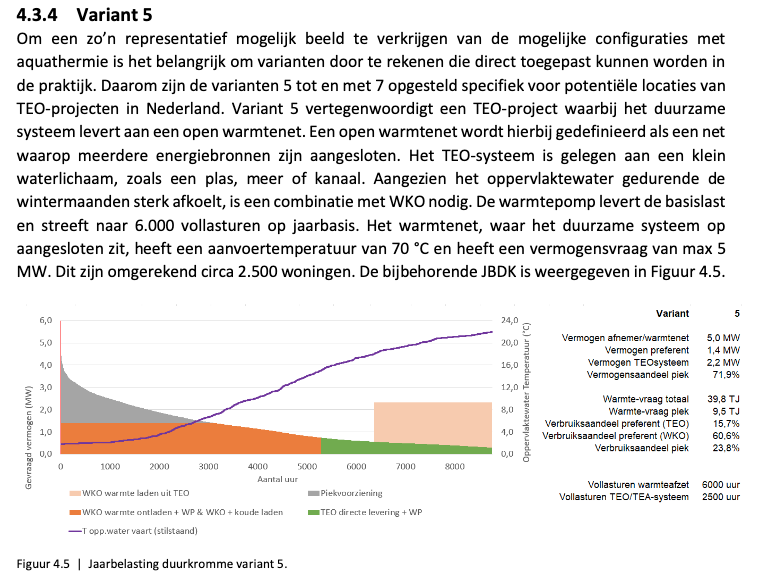 4.3.4 Variant 5
Om een zo’n representatief mogelijk beeld te verkrijgen van de mogelijke configuraties met
aquathermie is het belangrijk om varianten door te rekenen die direct toegepast kunnen worden in
de praktijk. Daarom zijn de varianten 5 tot en met 7 opgesteld specifiek voor potentiële locaties van
TEO-projecten in Nederland. Variant 5 vertegenwoordigt een TEO-project waarbij het duurzame
systeem levert aan een open warmtenet. Een open warmtenet wordt hierbij gedefinieerd als een net
waarop meerdere energiebronnen zijn aangesloten. Het TEO-systeem is gelegen aan een klein
waterlichaam, zoals een plas, meer of kanaal. Aangezien het oppervlaktewater gedurende de
wintermaanden sterk afkoelt, is een combinatie met WKO nodig. De warmtepomp levert de basislast
en streeft naar 6.000 vollasturen op jaarbasis. Het warmtenet, waar het duurzame systeem op
aangesloten zit, heeft een aanvoertemperatuur van 70 °C en heeft een vermogensvraag van max 5
MW. Dit zijn omgerekend circa 2.500 woningen. De bijbehorende JBDK is weergegeven in Figuur 4.5.
Gevraagd vermogen (MW)
6,0
5,0
4,0
3,0
2,0
1,0
0,0
24,0
20,0
16,0
12,0
8,0
4,0
0,0
Oppervlaktewater Temperatuur (°C)
0 1000 2000 3000 4000 5000 6000 7000 8000
Aantal uur
WKO warmte laden uit TEO
Piekvoorziening
WKO warmte ontladen + WP & WKO + koude laden
TEO directe levering + WP
T opp.water vaart (stilstaand)
Variant 5
Vermogen afnemer/warmtenet 5,0 MW
Vermogen preferent 1,4 MW
Vermogen TEOsysteem 2,2 MW
Vermogensaandeel piek 71,9%
Warmte-vraag totaal 39,8 TJ
Warmte-vraag piek 9,5 TJ
Verbruiksaandeel preferent (TEO) 15,7%
Verbruiksaandeel preferent (WKO) 60,6%
Verbruiksaandeel piek 23,8%
Vollasturen warmteafzet 6000 uur
Vollasturen TEO/TEA-systeem 2500 uur
Figuur 4.5 | Jaarbelasting duurkromme variant 5.